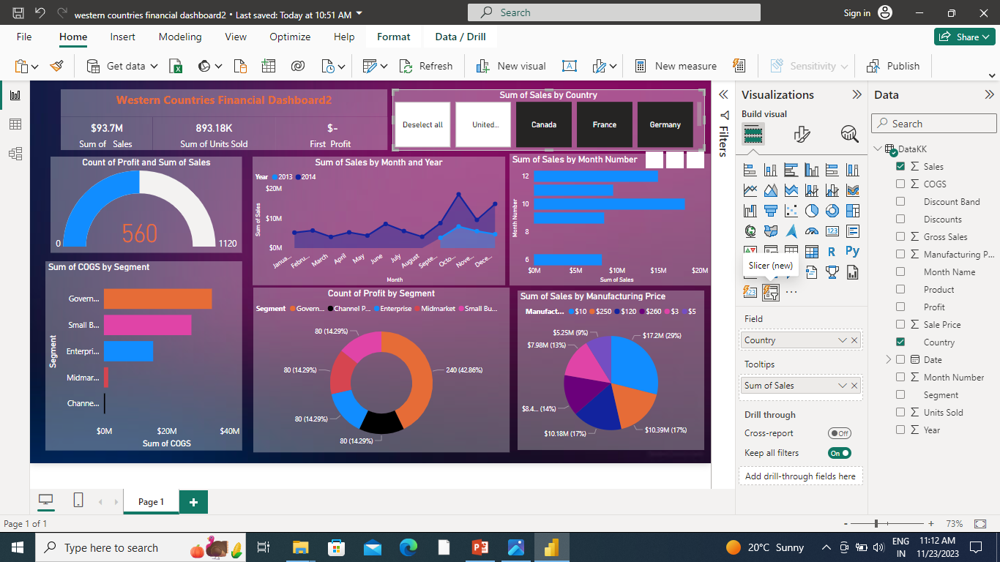 western countries financial dashboard2 • Last saved: Today at 10:51 AM
Search
Sign in
File Home Insert Modeling View Optimize Help Format Data / Drill
Share
Get data
Refresh
New visual
New measure
Sensitivity
Publish
Western Countries Financial Dashboard2
$93.7M
Sum of Sales
893.18K
Sum of Units Sold
$-
First Profit
Sum of Sales by Country
Deselect all
United...
Canada
France
Germany
Count of Profit and Sum of Sales
560
0
1120
Sum of Sales by Month and Year
Year 2013 2014
$20M
$10M
$0M
Sum of Sales
Janua... Febru... March April May June July August Septe... Octo... Nove... Dece...
Month
Sum of Sales by Month Number
12
10
8
6
Month Number
$0M $5M $10M $15M $20M
Sum of Sales
Sum of COGS by Segment
Segment
Govern...
Small B...
Enterpri...
Midmar...
Channe...
$0M $20M $40M
Sum of COGS
Count of Profit by Segment
Segment Govern... Channel P... Enterprise Midmarket Small Bu...
80 (14.29%)
80 (14.29%)
240 (42.86%)
80 (14.29%)
80 (14.29%)
Sum of Sales by Manufacturing Price
Manufact... $10 $250 $120 $260 $3 $5
$5.25M (9%)
$17.2M (29%)
$7.98M (13%)
$8.4... (14%)
$10.18M (17%)
$10.39M (17%)
Filters
Visualizations
Build visual
R
Py
123
Slicer (new)
123
Field
Country
Tooltips
Sum of Sales
Drill through
Cross-report
Off
Keep all filters
On
Add drill-through fields here
Data
Search
DataKK
Sales
COGS
Discount Band
Discounts
Gross Sales
Manufacturing P...
Month Name
Product
Profit
Sale Price
Country
Date
Month Number
Segment
Units Sold
Year
Page 1
Page 1 of 1
- + 73%
Type here to search
20°C Sunny
ENG
IN
11:12 AM
11/23/2023